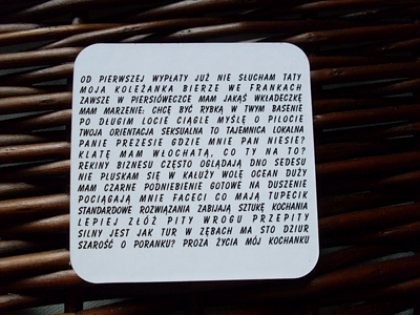 OD PIERWSZEJ WYPŁATY JUŻ NIE SŁUCHAM TATY
MOJA KOLEŻANKA BIERZE WE FRANKACH
ZAWSZE W PIERSIÓWECZCE MAM JAKĄŚ WKŁADECZKĘ
MAM MARZENIE: CHCĘ BYĆ RYBKĄ W TWYM BASENIE
PO DŁUGIM LOCIE CIĄGLE MYŚLĘ O PILOCIE
TWOJA ORIENTACJA SEKSUALNA TO TAJEMNICA LOKALNA
PANIE PREZESIE GDZIE MNIE PAN NIESIE?
KLATĘ MAM WŁOCHATĄ, CO TY NA TO?
REKINY BIZNESU CZĘSTO OGLĄDAJĄ DNO SEDESU
NIE PLUSKAM SIĘ W KAŁUŻY WOLĘ OCEAN DUŻY
MAM CZARNE PODNIEBIENIE GOTOWE NA DUSZENIE
POCIĄGAJĄ MNIE FACECI CO MAJĄ TUPECIK
STANDARDOWE ROZWIĄZANIA ZABIJAJĄ SZTUKĘ KOCHANIA
LEPIEJ ZŁÓŻ PITY WROGU PRZEPITY
SILNY JEST JAK TUR W ZĘBACH MA STO DZIUR
SZAROŚĆ O PORANKU? PROZA ŻYCIA MÓJ KOCHANKU